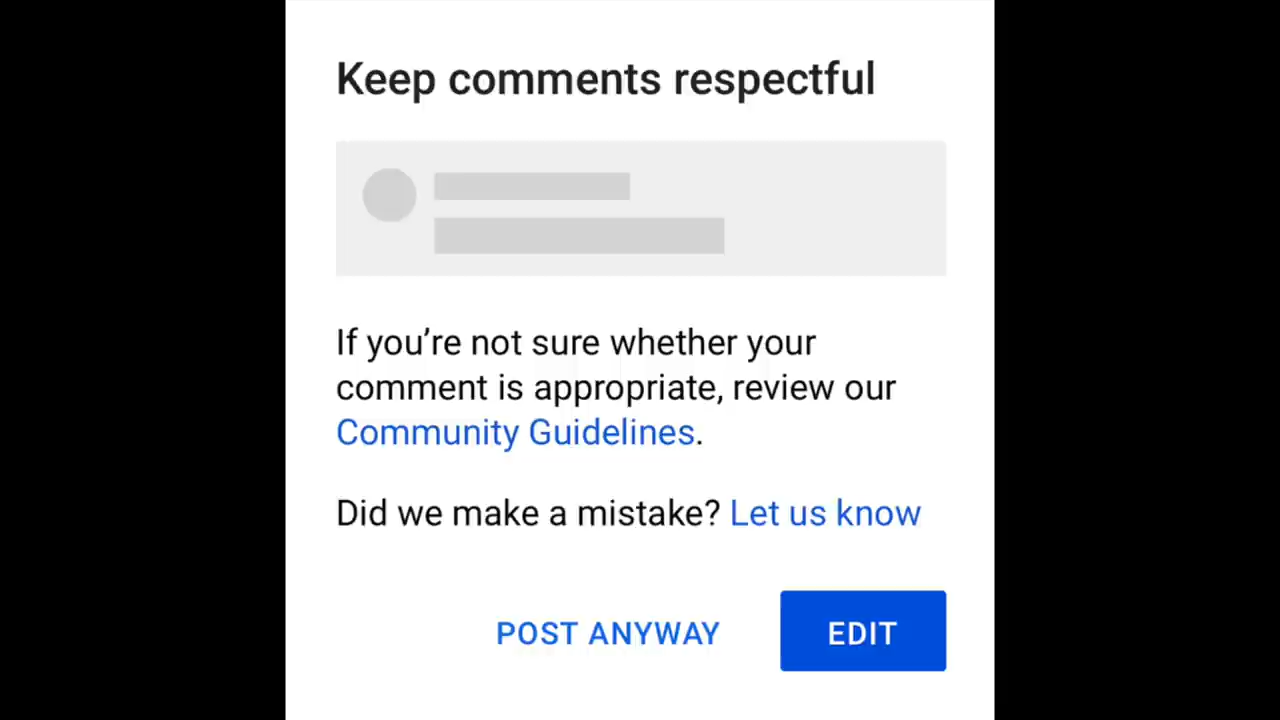 Keep comments respectful
If you’re not sure whether your
comment is appropriate, review our
Community Guidelines.
Did we make a mistake? Let us know
POST ANYWAY
EDIT